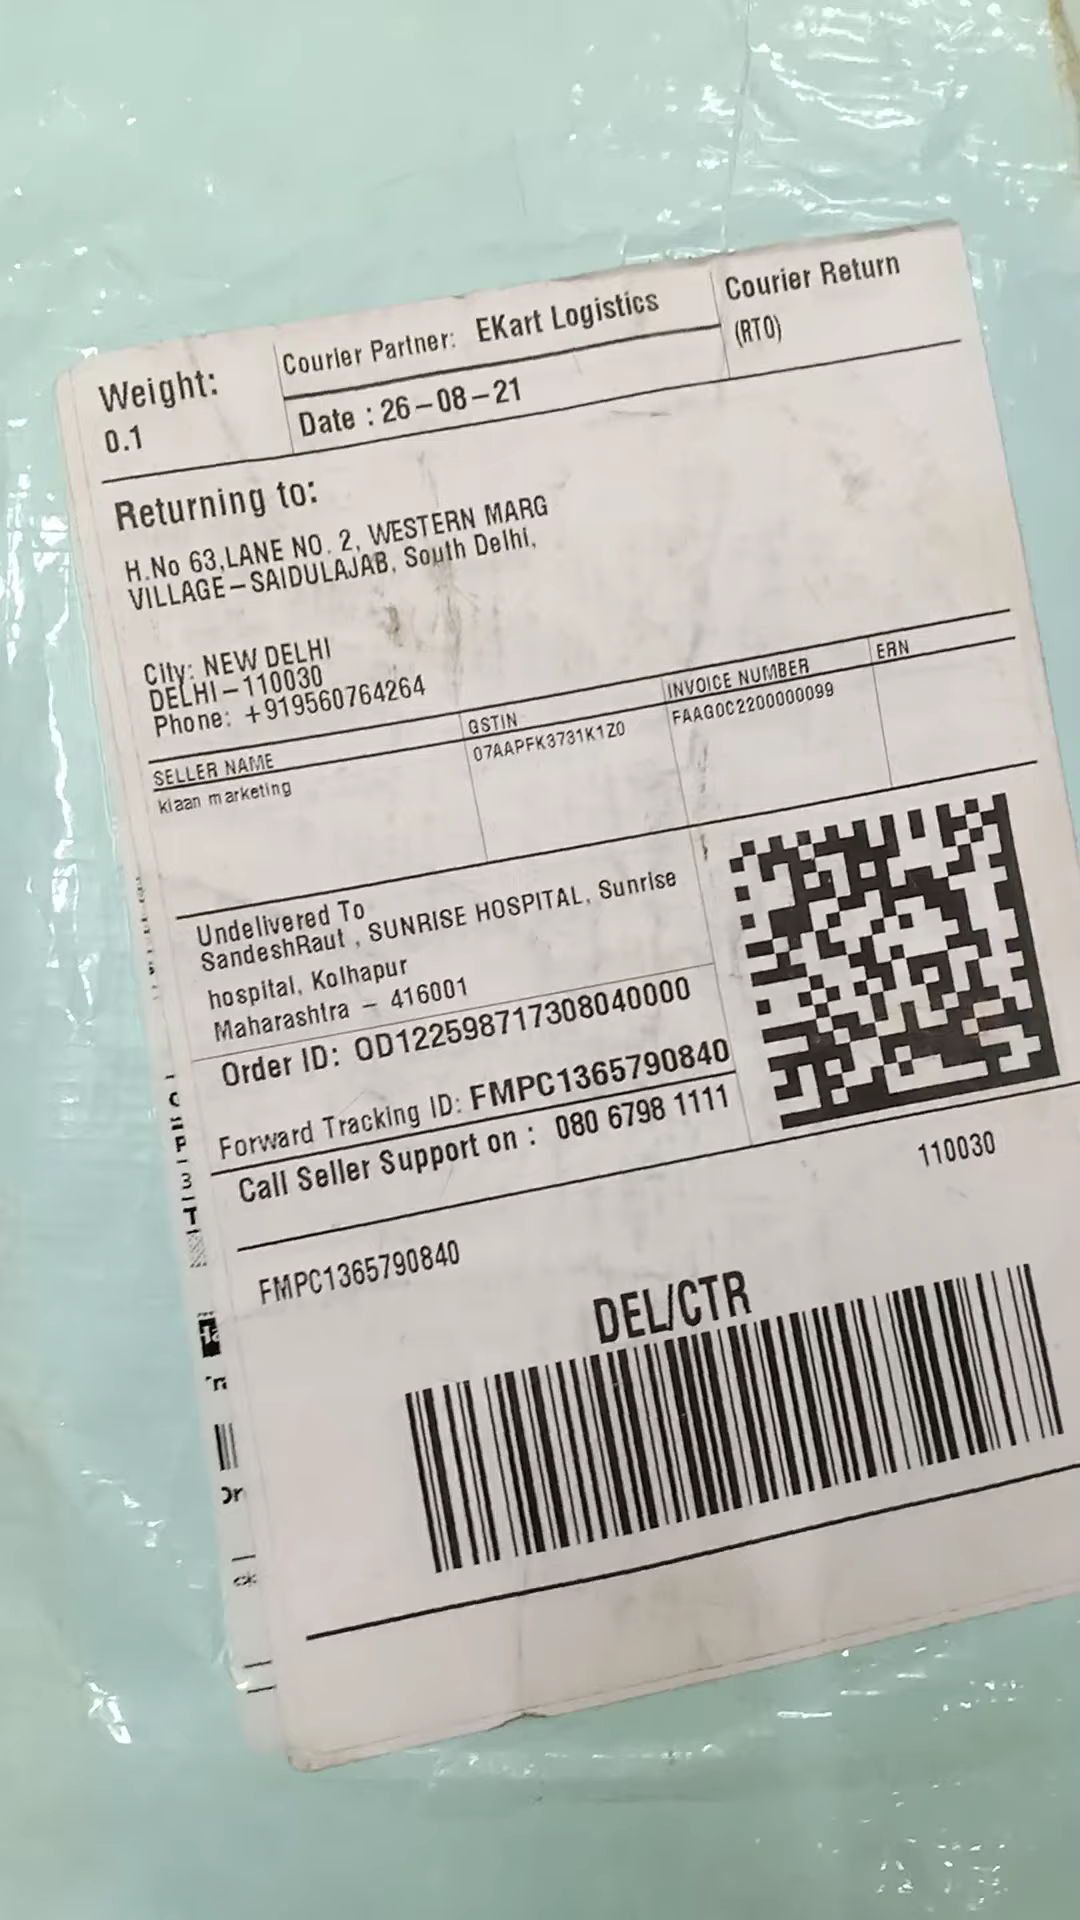 Weight:
0.1
Courier Partner: EKart Logistics
Date : 26-08-21
Courier Return
(RTO)
Returning to:
H.No 63,LANE NO. 2, WESTERN MARG
VILLAGE-SAIDULAJAB, South Delhi,
City: NEW DELHI
DELHI-110030
Phone: +919560764264
SELLER NAME
kiaan marketing
GSTIN
07AAPFK3731K1Z0
INVOICE NUMBER
FAAGOC2200000099
ERN
Undelivered To
SandeshRaut , SUNRISE HOSPITAL, Sunrise
hospital, Kolhapur
Maharashtra - 416001
Order ID: OD122598717308040000
Forward Tracking ID: FMPC1365790840
Call Seller Support on : 080 6798 1111
110030
FMPC1365790840
DEL/CTR